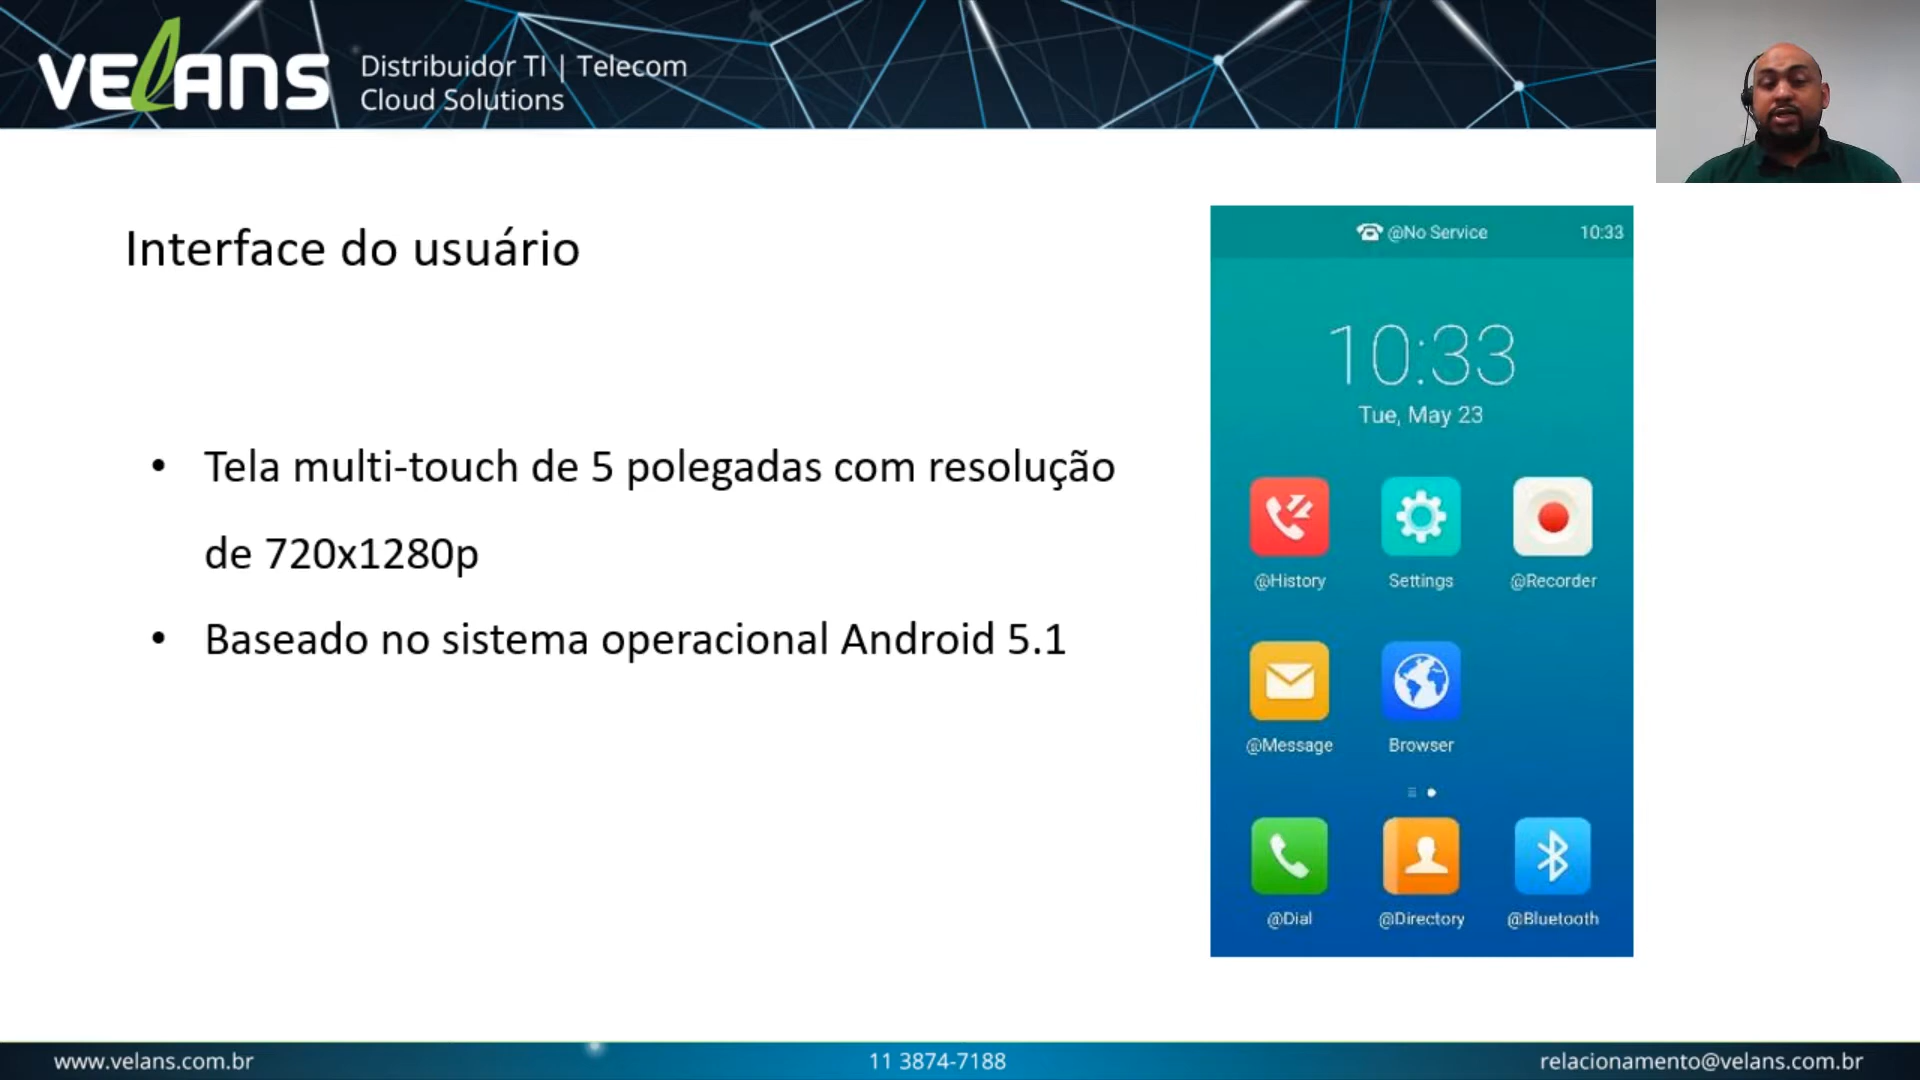 VELANS
Distribuidor TI | Telecom
Cloud Solutions
Interface do usuário
• Tela multi-touch de 5 polegadas com resolução
de 720x1280p
• Baseado no sistema operacional Android 5.1
@No Service 10:33
10:33
Tue, May 23
@History Settings @Recorder
@Message Browser
@Dial @Directory @Bluetooth
www.velans.com.br 11 3874-7188 relacionamento@velans.com.br